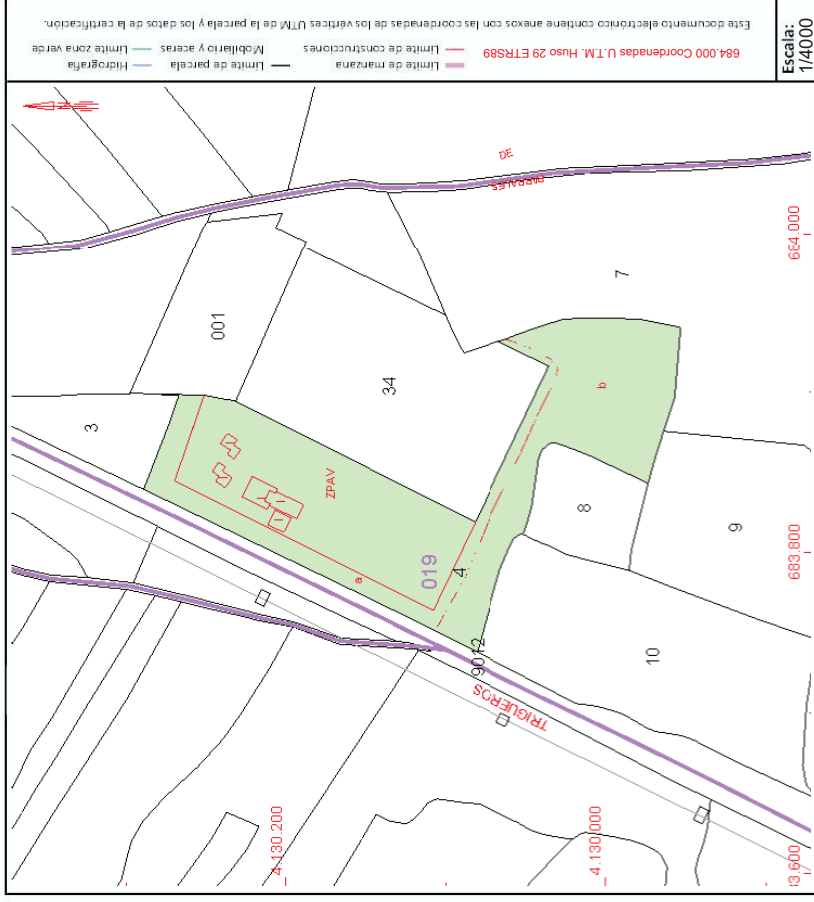 Este documento electrónico contiene anexos con las coordenadas de los vértices UTM de la parcela y los datos de la certificación.
684.000 Coordenadas U.T.M. Huso 29 ETRS89
Límite de manzana
Límite de construcciones
Límite de parcela
Mobiliario y aceras
Hidrografía
Límite zona verde
Escala:
1/4000
DE
PARRALES
684.000
7
001
34
3
b
ZPAV
8
9
683.800
a
019
4
9012
10
TRIGUEROS
4.130.200
4.130.000